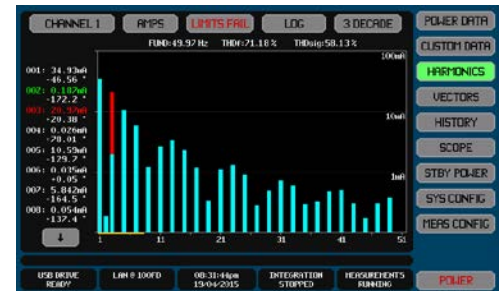 CHANNEL 1
AMPS
LIMITS FAIL
LOG
3 DECADE
POWER DATA
FUND:49.97 Hz THDf:71.18 % THDsig:58.13 %
100mA
CUSTOM DATA
001: 34.93mA
-46.56 °
HARMONICS
002: 0.187mA
-172.2 °
VECTORS
003: 20.97mA
-20.38 °
10mA
HISTORY
004: 0.026mA
-78.01 °
005: 10.59mA
-129.7 °
SCOPE
006: 0.035mA
-0.05 °
1mA
STBY POWER
007: 5.842mA
-164.5 °
SYS CONFIG
008: 0.054mA
-137.4 °
MEAS CONFIG
1 11 21 31 41 51
USB DRIVE
READY
LAN @ 100FD
08:31:44pm
19/04/2015
INTEGRATION
STOPPED
MEASUREMENTS
RUNNING
POWER